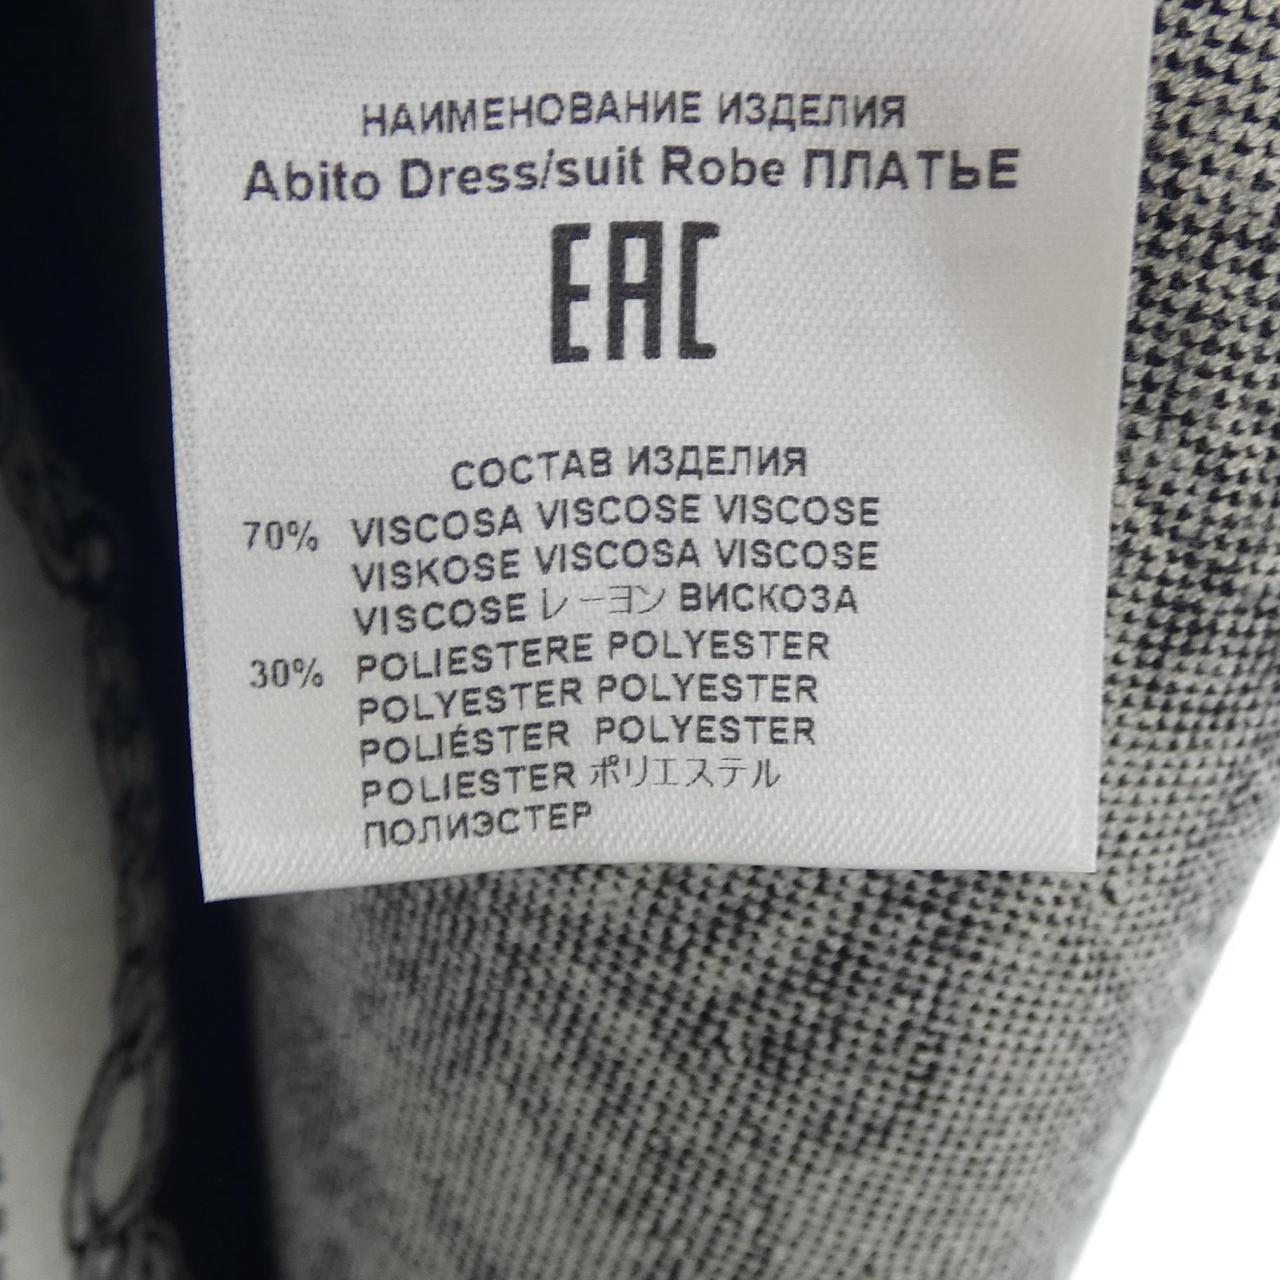 НАИМЕНОВАНИЕ ИЗДЕЛИЯ
Abito Dress/suit Robe ПЛАТЬЕ
EAC
СОСТАВ ИЗДЕЛИЯ
70% VISCOSA VISCOSE VISCOSE
VISKOSE VISCOSA VISCOSE
VISCOSE レーヨン ВИСКОЗА
30% POLIESTERE POLYESTER
POLYESTER POLYESTER
POLIÉSTER POLYESTER
POLIESTER ポリエステル
ПОЛИЭСТЕР